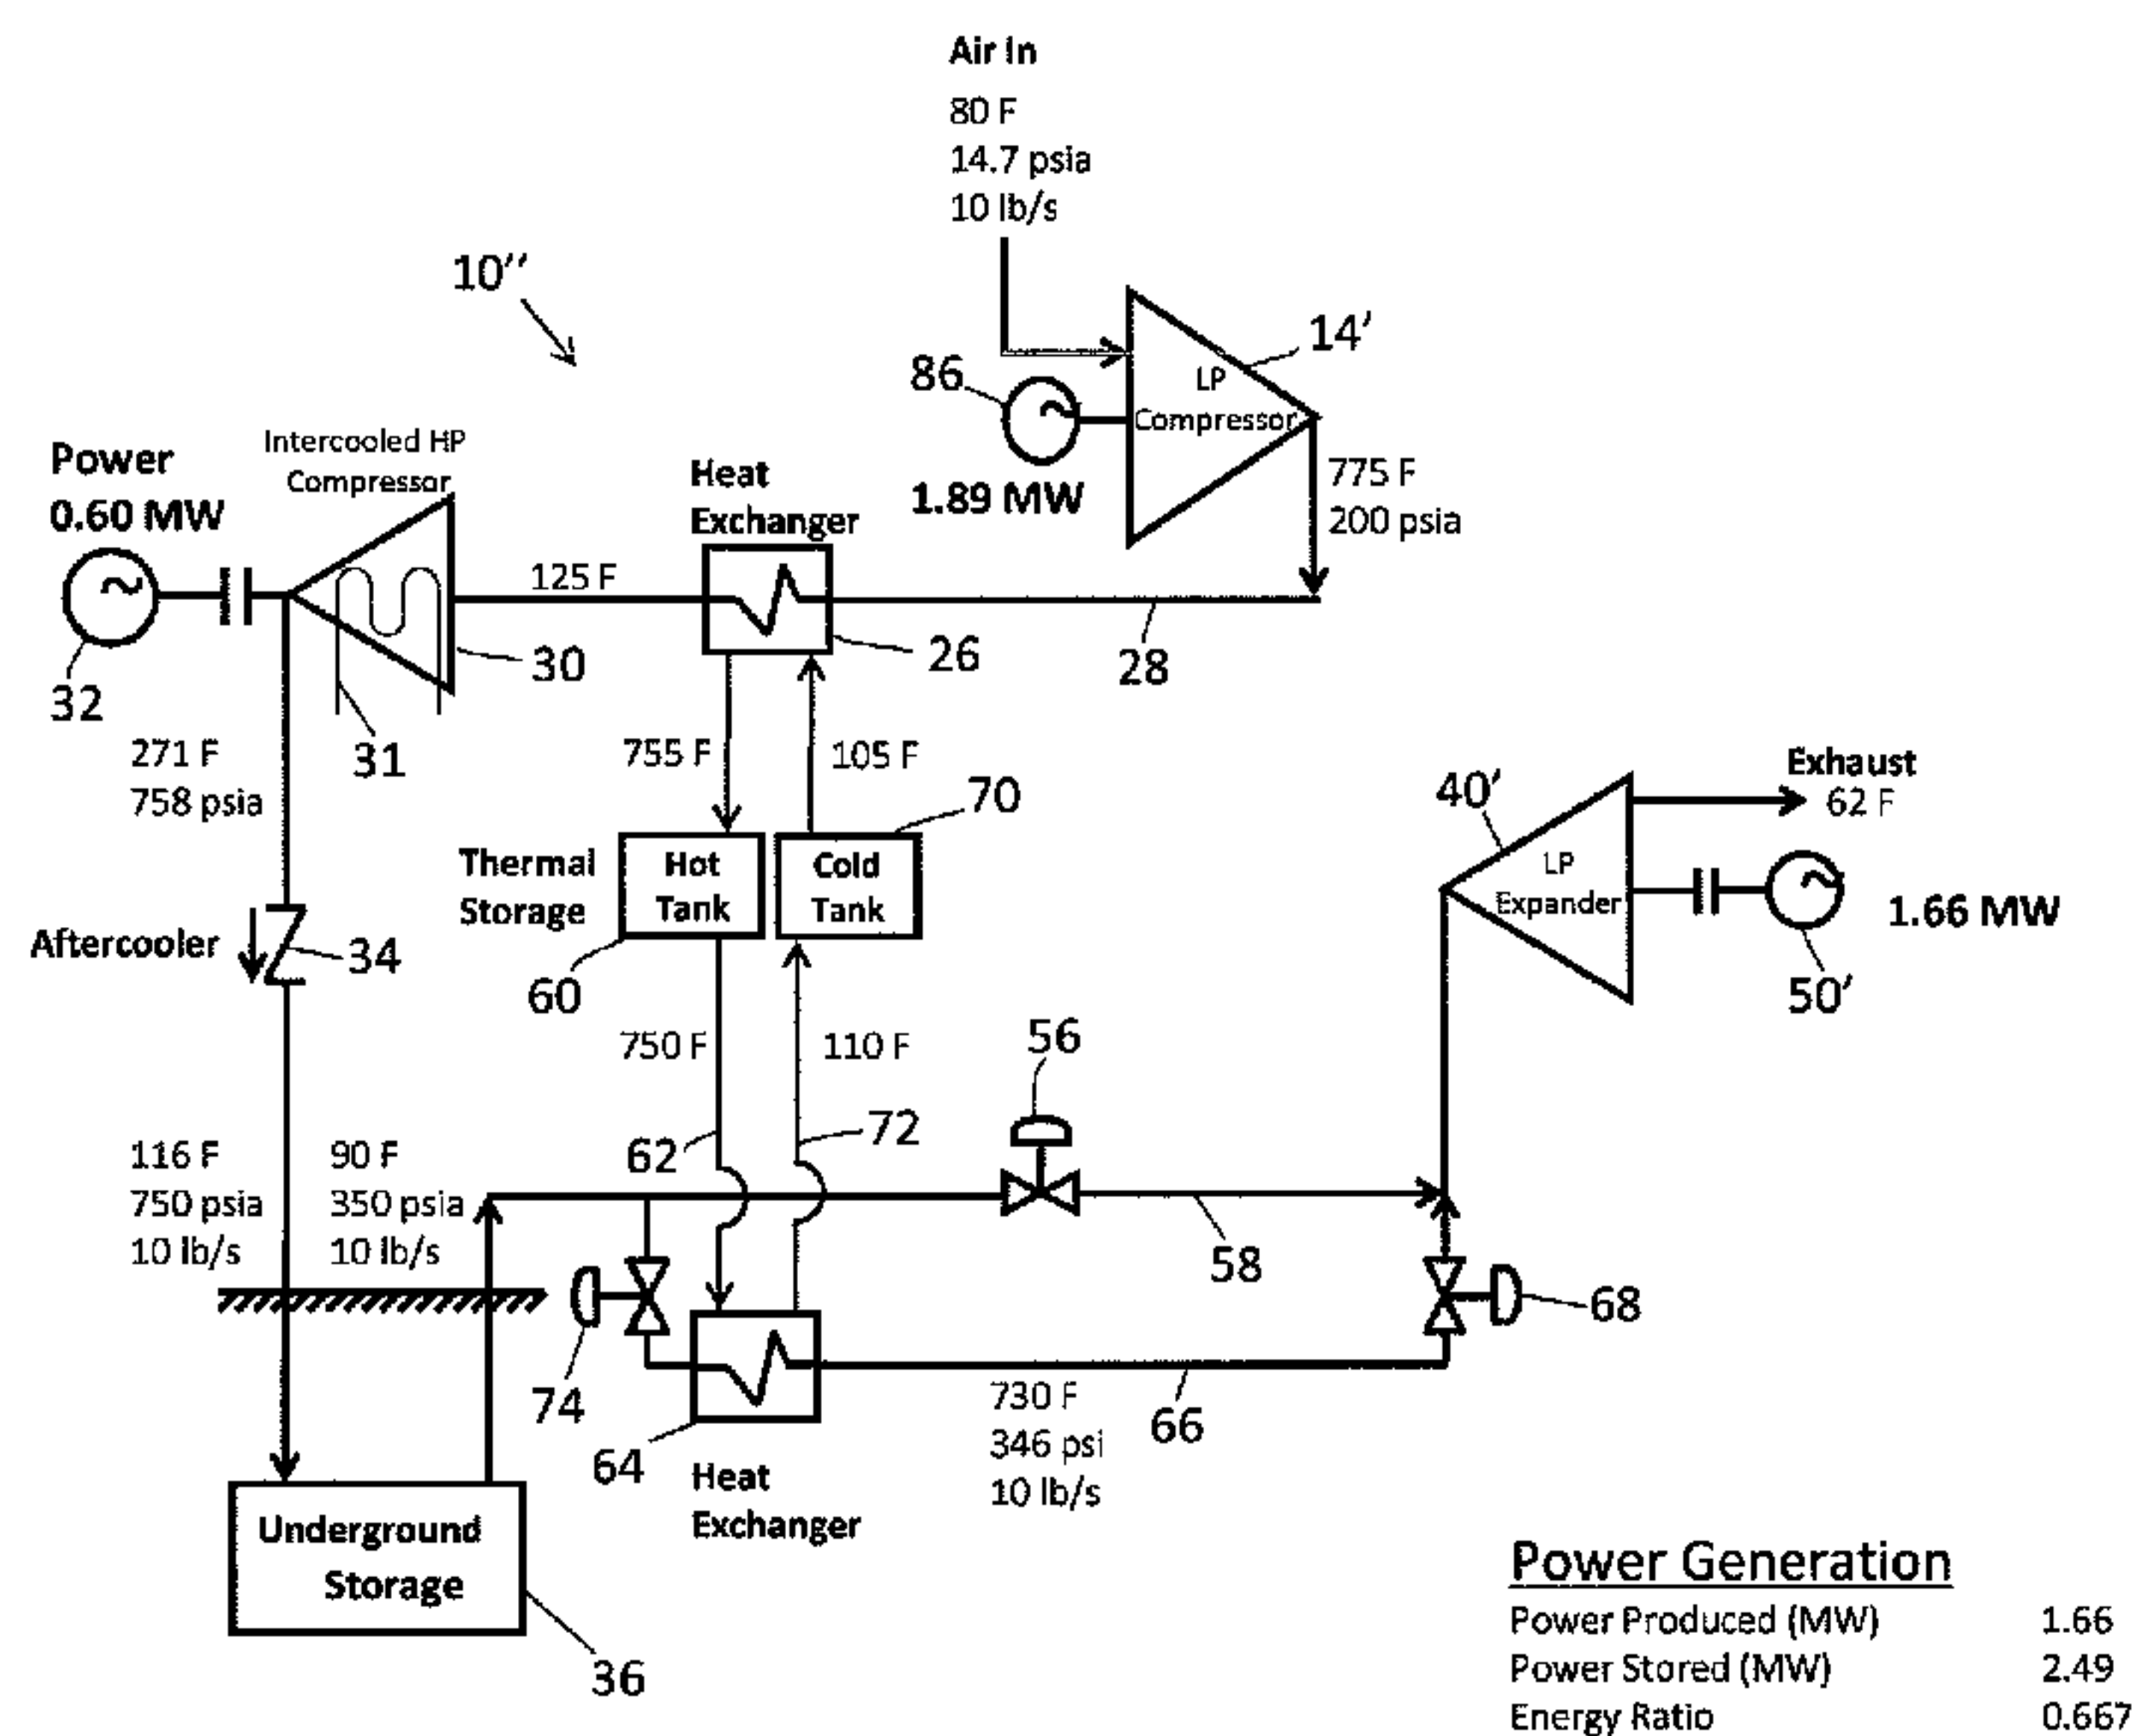 Air In
80 F
14.7 psia
10 lb/s
10''
14'
LP
Compressor
86
1.89 MW
775 F
200 psia
Intercooled HP
Compressor
Power
0.60 MW
Heat
Exchanger
125 F
26
28
30
32
31
271 F
758 psia
755 F
105 F
70
Thermal
Storage
Hot
Tank
Cold
Tank
60
Exhaust
62 F
40'
LP
Expander
1.66 MW
50'
Aftercooler
34
750 F
110 F
56
62
72
116 F
750 psia
10 lb/s
90 F
350 psia
10 lb/s
58
68
74
64
730 F
346 psi
10 lb/s
66
Heat
Exchanger
Underground
Storage
36
Power Generation
Power Produced (MW) 1.66
Power Stored (MW) 2.49
Energy Ratio 0.667